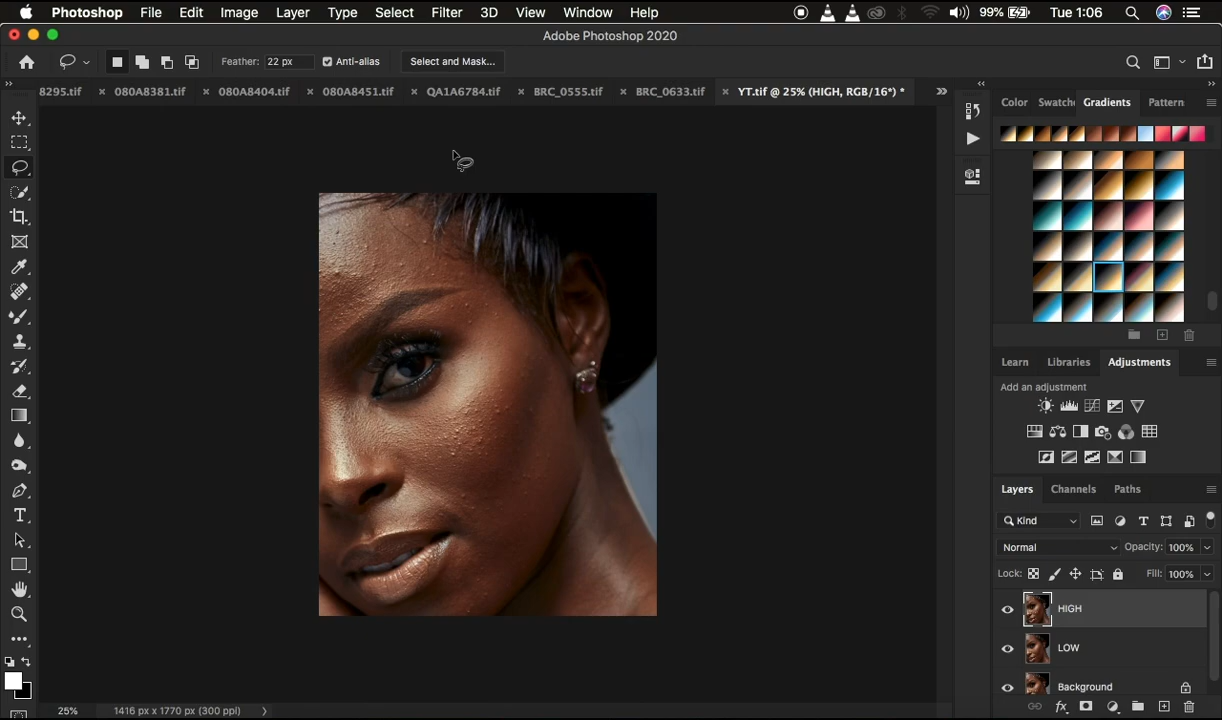 Photoshop File Edit Image Layer Type Select Filter 3D View Window Help 99% Tue 1:06
Adobe Photoshop 2020
Feather: 22 px Anti-alias Select and Mask...
8295.tif × 080A8381.tif × 080A8404.tif × 080A8451.tif × QA1A6784.tif × BRC_0555.tif × BRC_0633.tif × YT.tif @ 25% (HIGH, RGB/16*) *
Color Swatche Gradients Pattern
Learn Libraries Adjustments
Add an adjustment
Layers Channels Paths
Kind
Normal Opacity: 100%
Lock: Fill: 100%
HIGH
LOW
Background
fx
25% 1416 px x 1770 px (300 ppi)